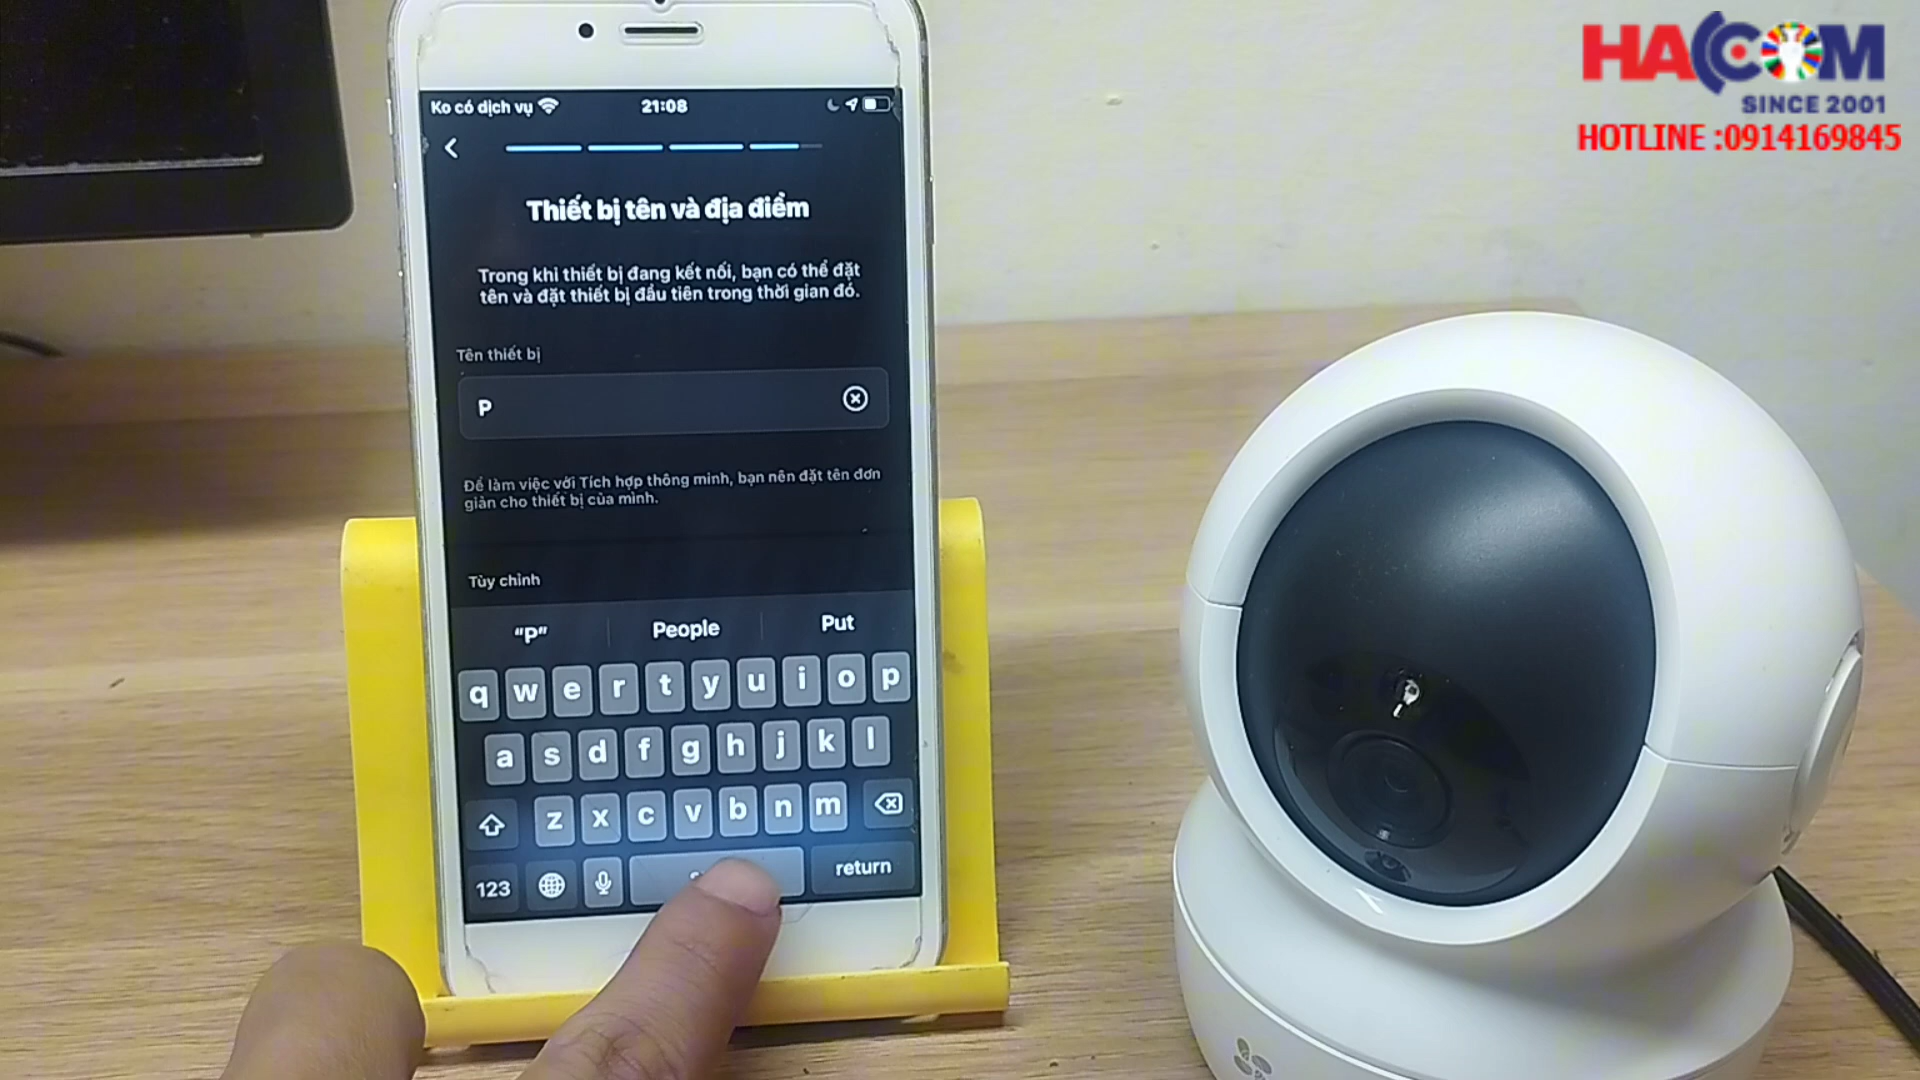 HACOM
SINCE 2001
HOTLINE :0914169845
Ko có dịch vụ
21:08
Thiết bị tên và địa điểm
Trong khi thiết bị đang kết nối, bạn có thể đặt
tên và đặt thiết bị đầu tiên trong thời gian đó.
Tên thiết bị
P
Để làm việc với Tích hợp thông minh, bạn nên đặt tên đơn
giản cho thiết bị của mình.
Tùy chỉnh
"P" People Put
q w e r t y u i o p
a s d f g h j k l
z x c v b n m
123 return